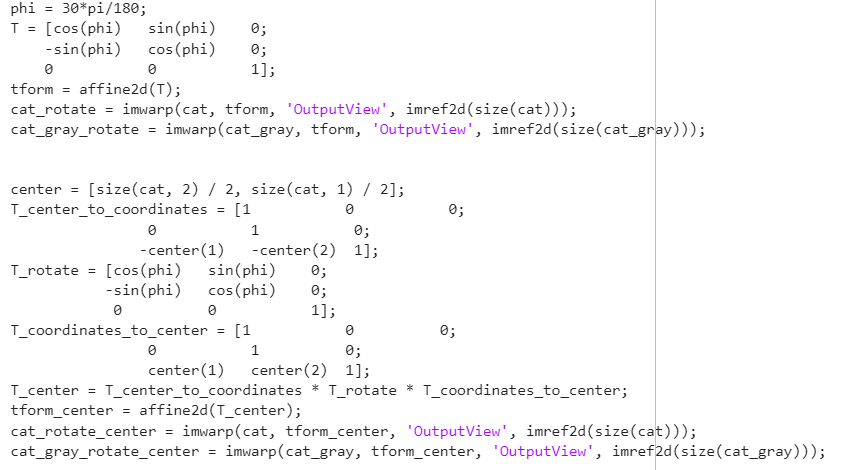 phi = 30*pi/180;
T = [cos(phi)   sin(phi)    0;
    -sin(phi)   cos(phi)    0;
    0           0           1];
tform = affine2d(T);
cat_rotate = imwarp(cat, tform, 'OutputView', imref2d(size(cat)));
cat_gray_rotate = imwarp(cat_gray, tform, 'OutputView', imref2d(size(cat_gray)));
center = [size(cat, 2) / 2, size(cat, 1) / 2];
T_center_to_coordinates = [1           0           0;
                0           1           0;
               -center(1)   -center(2)  1];
T_rotate = [cos(phi)   sin(phi)    0;
           -sin(phi)   cos(phi)    0;
            0          0           1];
T_coordinates_to_center = [1           0          0;
                0           1          0;
                center(1)   center(2)  1];
T_center = T_center_to_coordinates * T_rotate * T_coordinates_to_center;
tform_center = affine2d(T_center);
cat_rotate_center = imwarp(cat, tform_center, 'OutputView', imref2d(size(cat)));
cat_gray_rotate_center = imwarp(cat_gray, tform_center, 'OutputView', imref2d(size(cat_gray)));